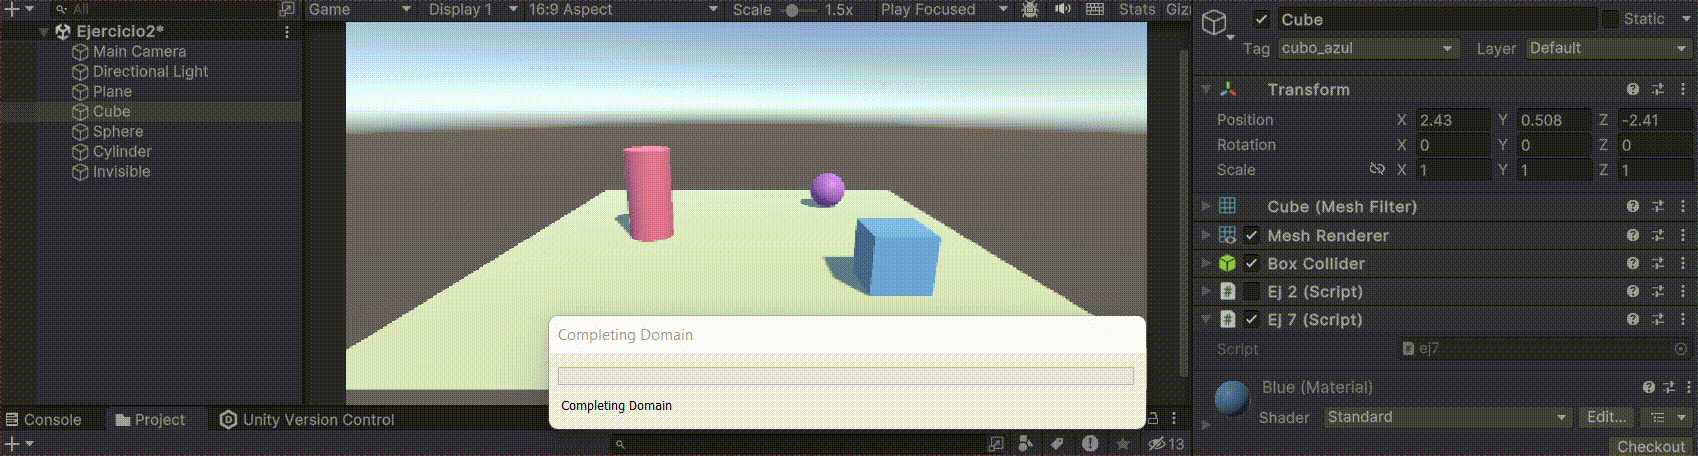 All
Ejercicio2*
Main Camera
Directional Light
Plane
Cube
Sphere
Cylinder
Invisible
Game Display 1 16:9 Aspect Scale 1.5x Play Focused Stats Giz
Completing Domain
Completing Domain
Console Project Unity Version Control
13
Cube Static
Tag cubo_azul Layer Default
Transform
Position X 2.43 Y 0.508 Z -2.41
Rotation X 0 Y 0 Z 0
Scale X 1 Y 1 Z 1
Cube (Mesh Filter)
Mesh Renderer
Box Collider
# Ej 2 (Script)
# Ej 7 (Script)
Script # ej7
Blue (Material)
Shader Standard Edit...
Checkout